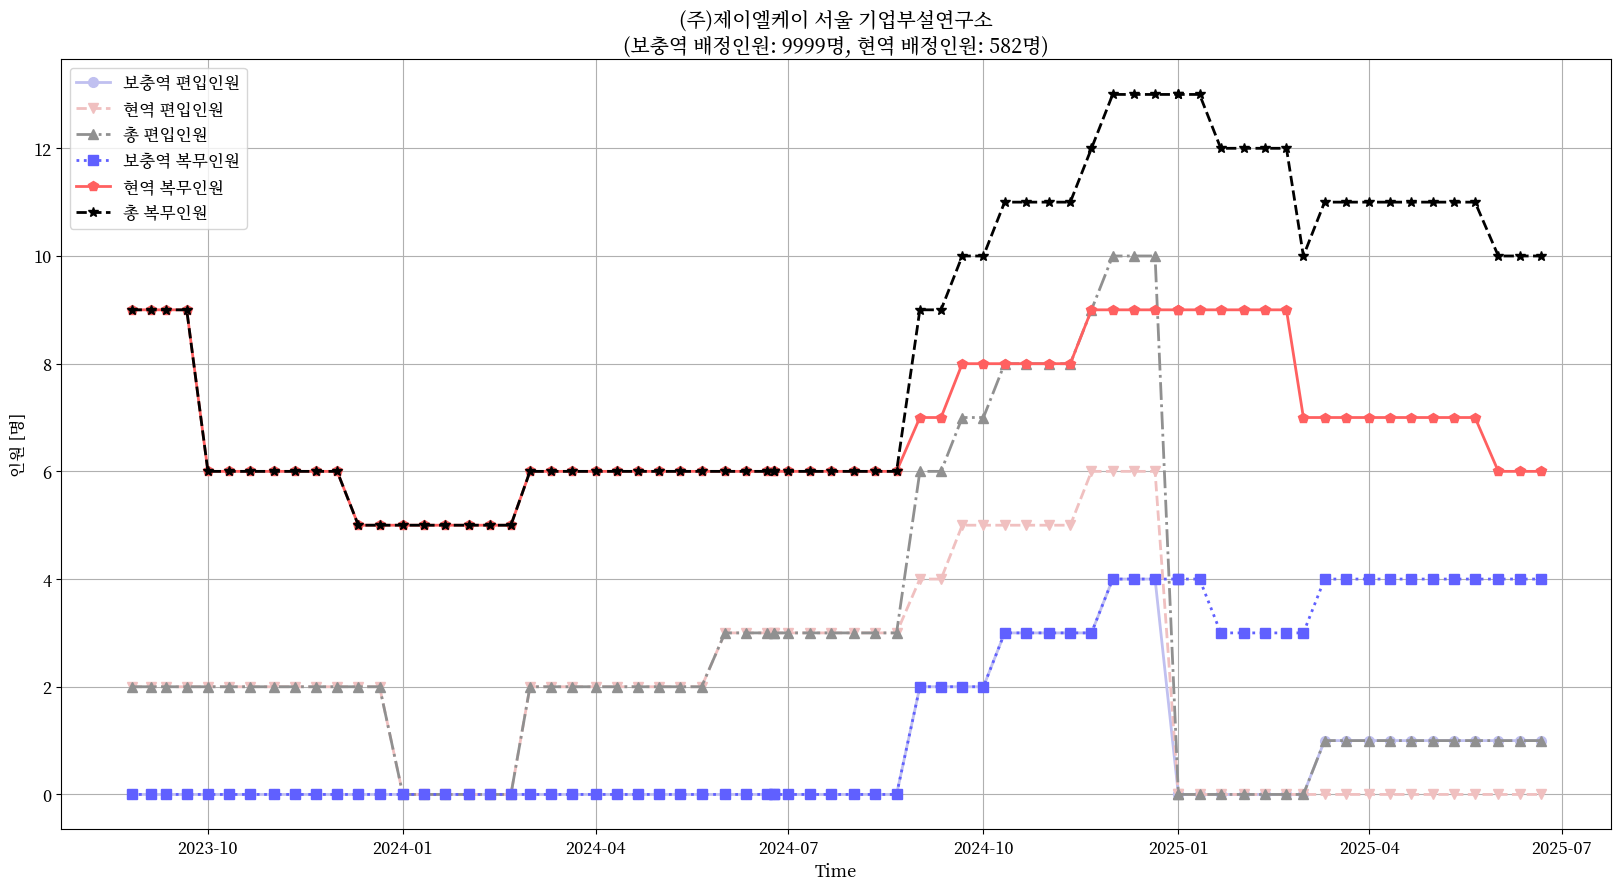 (주)제이엘케이 서울 기업부설연구소
(보충역 배정인원: 9999명, 현역 배정인원: 582명)
보충역 편입인원
현역 편입인원
총 편입인원
보충역 복무인원
현역 복무인원
총 복무인원
인원 [명]
12
10
8
6
4
2
0
2023-10
2024-01
2024-04
2024-07
2024-10
2025-01
2025-04
2025-07
Time